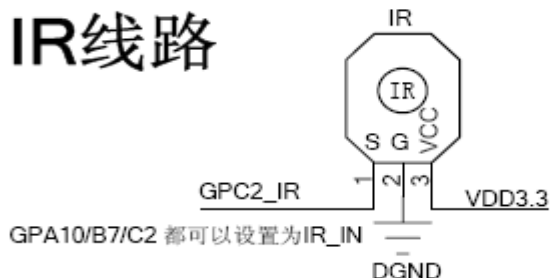 IR线路
IR
IR
S G VCC
1 2 3
GPC2_IR
VDD3.3
GPA10/B7/C2 都可以设置为IR_IN
DGND